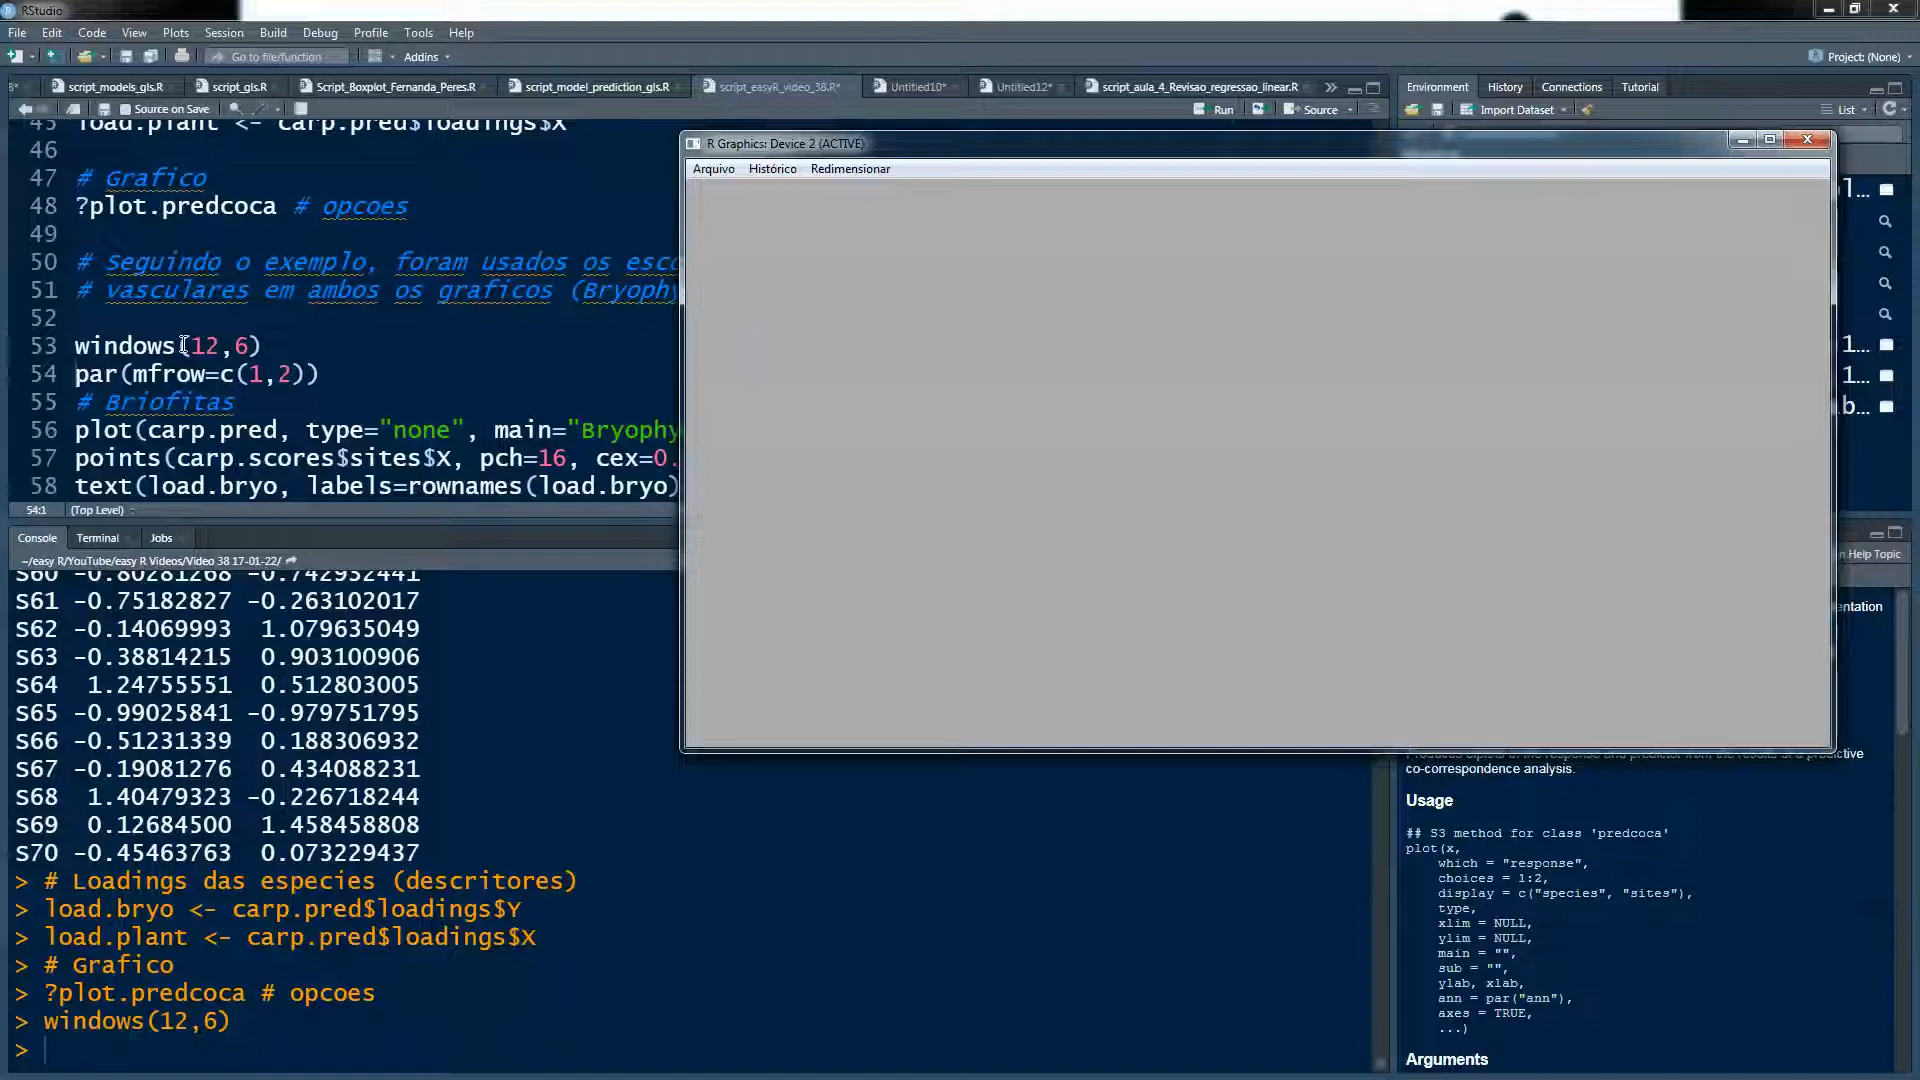 RStudio
File Edit Code View Plots Session Build Debug Profile Tools Help
Go to file/function Addins Project: (None)
script_models_gls.R script_gls.R Script_Boxplot_Fernanda_Peres.R script_model_prediction_gls.R script_easyR_video_38.R* Untitled10* Untitled12* script_aula_4_Revisao_regressao_linear.R
Source on Save Run Source
45 load.plant <- carp.pred$loadings$X
46
47 # Grafico
48 ?plot.predcoca # opcoes
49
50 # Seguindo o exemplo, foram usados os
51 # vasculares em ambos os graficos
52
53 windows(12,6)
54 par(mfrow=c(1,2))
55 # Briofitas
56 plot(carp.pred, type="none", main="Bryophy
57 points(carp.scores$sites$X, pch=16, cex=0.
58 text(load.bryo, labels=rownames(load.bryo)
54:1 (Top Level)
Console Terminal Jobs
~/easy R/YouTube/easy R Videos/Video 38 17-01-22/
S60 -0.80281268 -0.742932441
S61 -0.75182827 -0.263102017
S62 -0.14069993 1.079635049
S63 -0.38814215 0.903100906
S64 1.24755551 0.512803005
S65 -0.99025841 -0.979751795
S66 -0.51231339 0.188306932
S67 -0.19081276 0.434088231
S68 1.40479323 -0.226718244
S69 0.12684500 1.458458808
S70 -0.45463763 0.073229437
> # Loadings das especies (descritores)
> load.bryo <- carp.pred$loadings$Y
> load.plant <- carp.pred$loadings$X
> # Grafico
> ?plot.predcoca # opcoes
> windows(12,6)
>
R Graphics: Device 2 (ACTIVE)
Arquivo Histórico Redimensionar
Environment History Connections Tutorial
Import Dataset List
l...
1...
1...
b...
n Help Topic
entation
co-correspondence analysis.
Usage
## S3 method for class 'predcoca'
plot(x,
which = "response",
choices = 1:2,
display = c("species", "sites"),
type,
xlim = NULL,
ylim = NULL,
main = "",
sub = "",
ylab, xlab,
ann = par("ann"),
axes = TRUE,
...)
Arguments